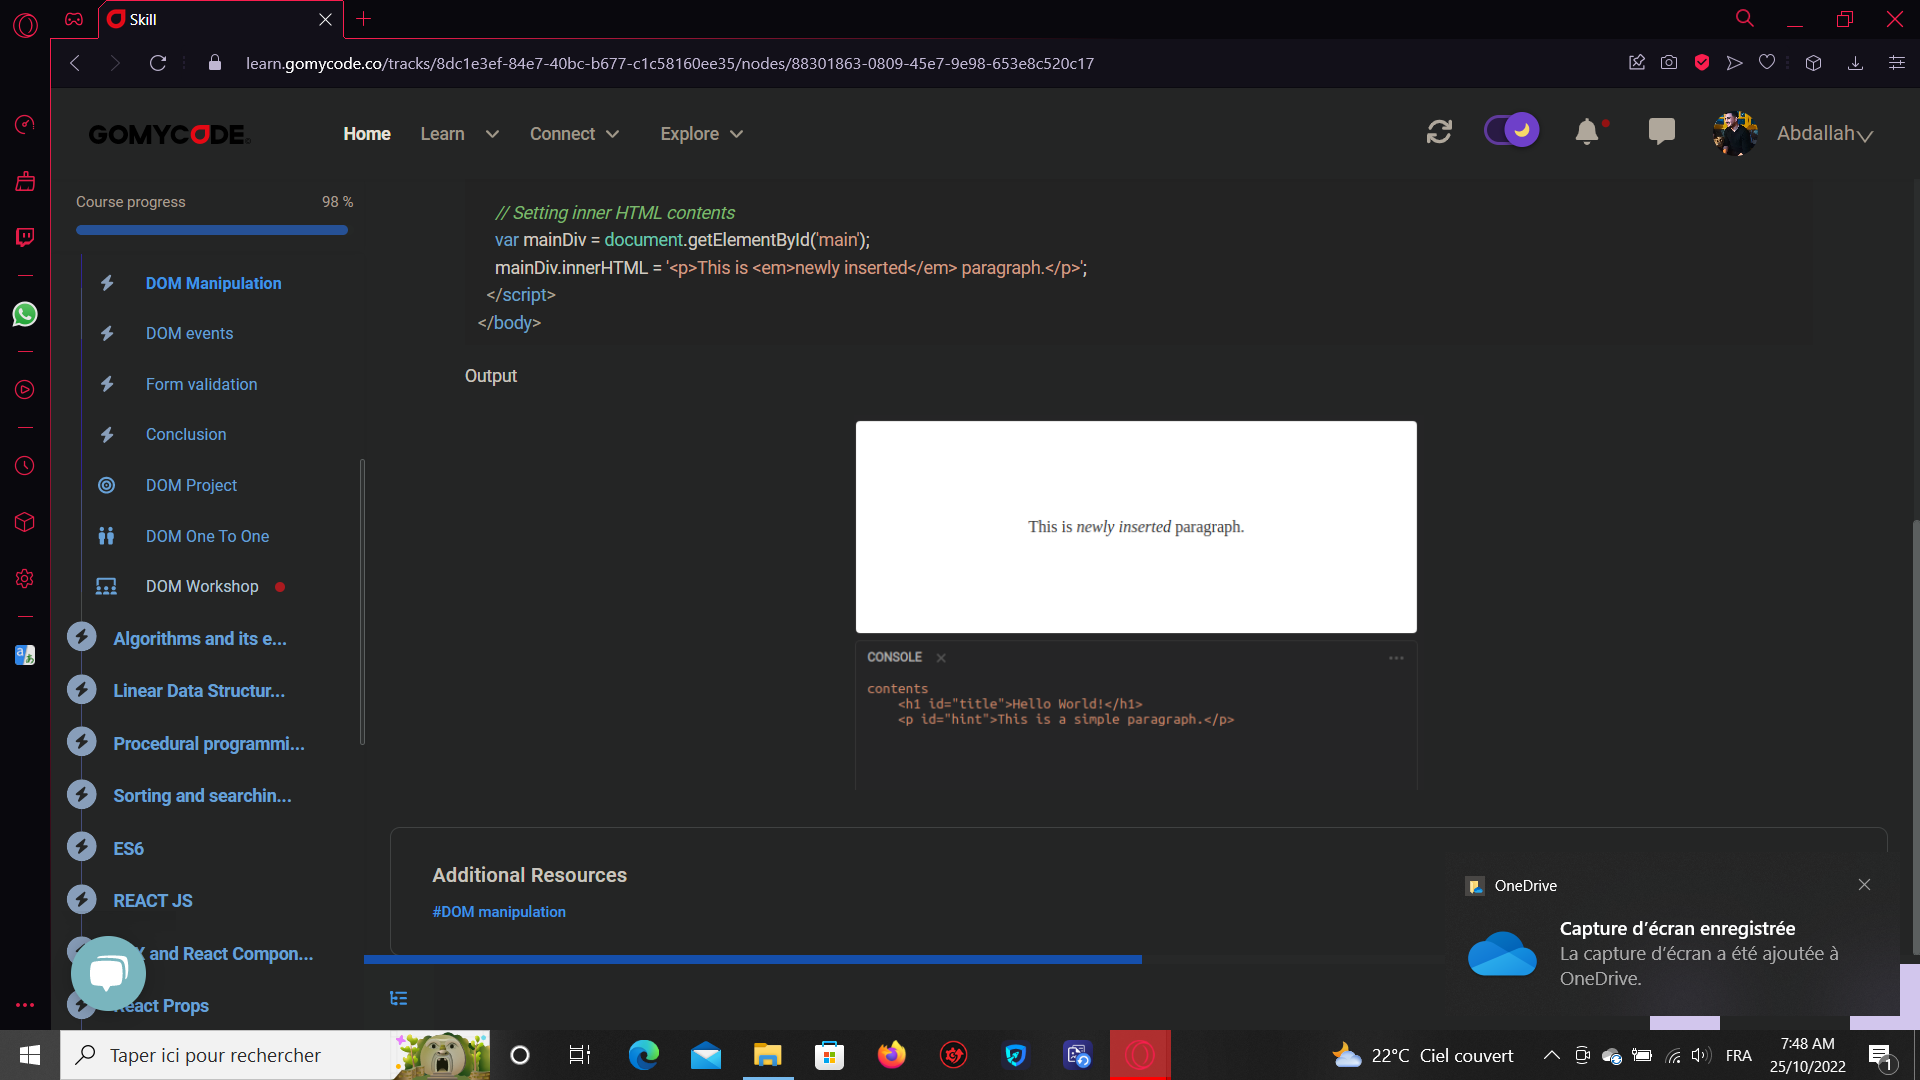 Skill
learn.gomycode.co/tracks/8dc1e3ef-84e7-40bc-b677-c1c58160ee35/nodes/88301863-0809-45e7-9e98-653e8c520c17
GOMYCODE
Home
Learn
Connect
Explore
Abdallah
Course progress
98 %
DOM Manipulation
DOM events
Form validation
Conclusion
DOM Project
DOM One To One
DOM Workshop
Algorithms and its e...
Linear Data Structur...
Procedural programmi...
Sorting and searchin...
ES6
REACT JS
X and React Compon...
eact Props
// Setting inner HTML contents
var mainDiv = document.getElementById('main');
mainDiv.innerHTML = '<p>This is <em>newly inserted</em> paragraph.</p>';
</script>
</body>
Output
This is newly inserted paragraph.
CONSOLE
contents
<h1 id="title">Hello World!</h1>
<p id="hint">This is a simple paragraph.</p>
Additional Resources
#DOM manipulation
OneDrive
Capture d'écran enregistrée
La capture d'écran a été ajoutée à
OneDrive.
Taper ici pour rechercher
22°C Ciel couvert
FRA
7:48 AM
25/10/2022
1